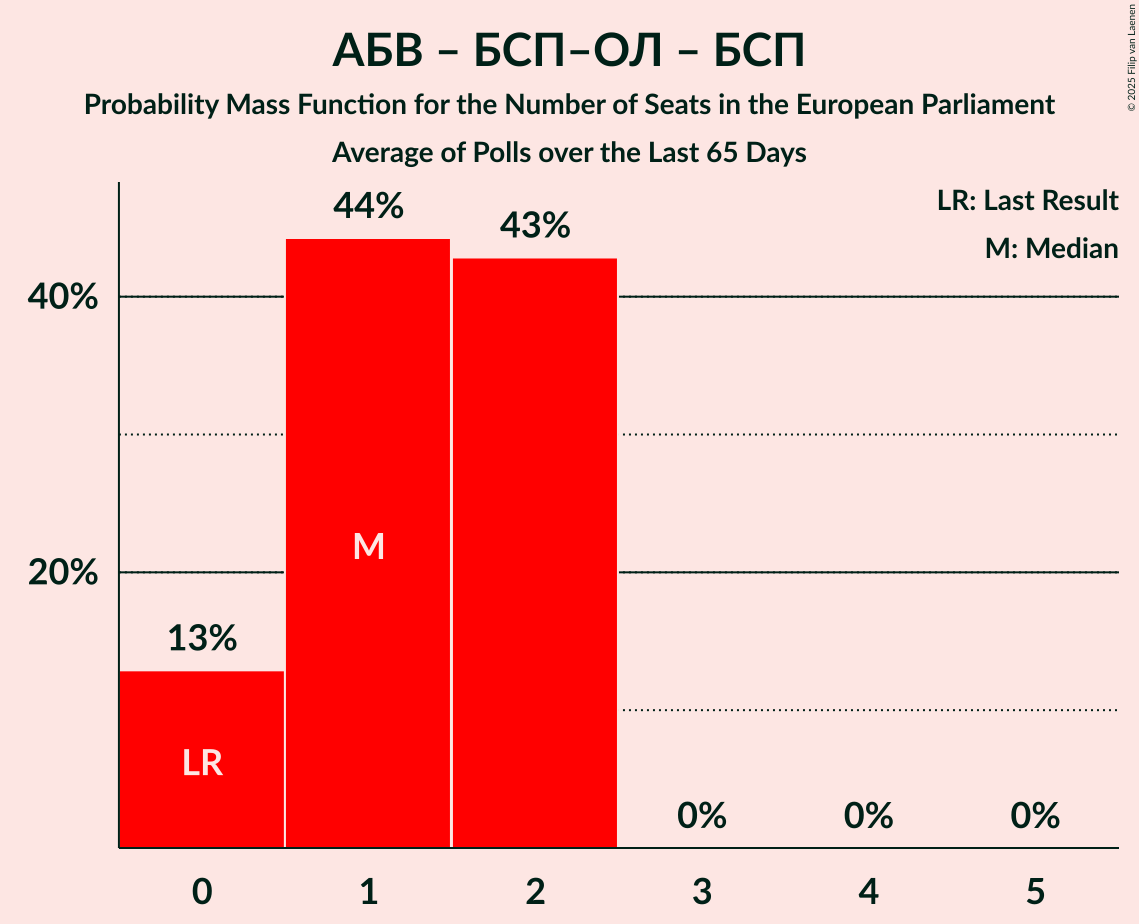 АБВ – БСП–ОЛ – БСП
Probability Mass Function for the Number of Seats in the European Parliament
Average of Polls over the Last 65 Days
© 2025 Filip van Laenen
LR: Last Result
M: Median
44%
43%
40%
M
20%
13%
LR
0%
0%
0%
0
1
2
3
4
5